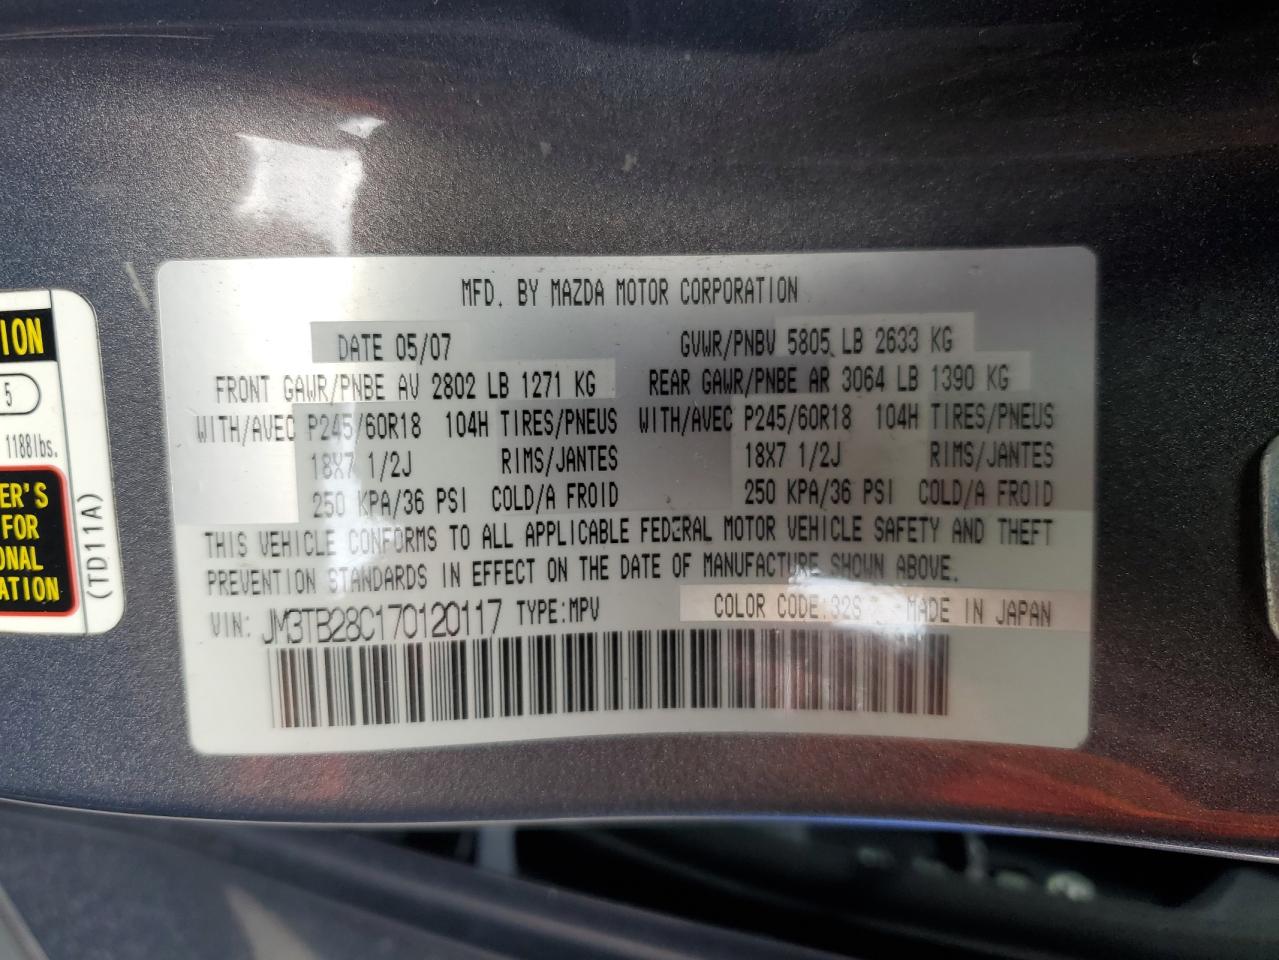 MFD. BY MAZDA MOTOR CORPORATION
DATE 05/07 GVWR/PNBV 5805 LB 2633 KG
FRONT GAWR/PNBE AV 2802 LB 1271 KG REAR GAWR/PNBE AR 3064 LB 1390 KG
WITH/AVEC P245/60R18 104H TIRES/PNEUS WITH/AVEC P245/60R18 104H TIRES/PNEUS
18X7 1/2J RIMS/JANTES 18X7 1/2J RIMS/JANTES
250 KPA/36 PSI COLD/A FROID 250 KPA/36 PSI COLD/A FROID
THIS VEHICLE CONFORMS TO ALL APPLICABLE FEDERAL MOTOR VEHICLE SAFETY AND THEFT
PREVENTION STANDARDS IN EFFECT ON THE DATE OF MANUFACTURE SHOWN ABOVE.
VIN: JM3TB28C170120117 TYPE:MPV COLOR CODE:32S MADE IN JAPAN
ION
5
1188lbs.
ER'S
FOR
ONAL
ATION
(TD11A)